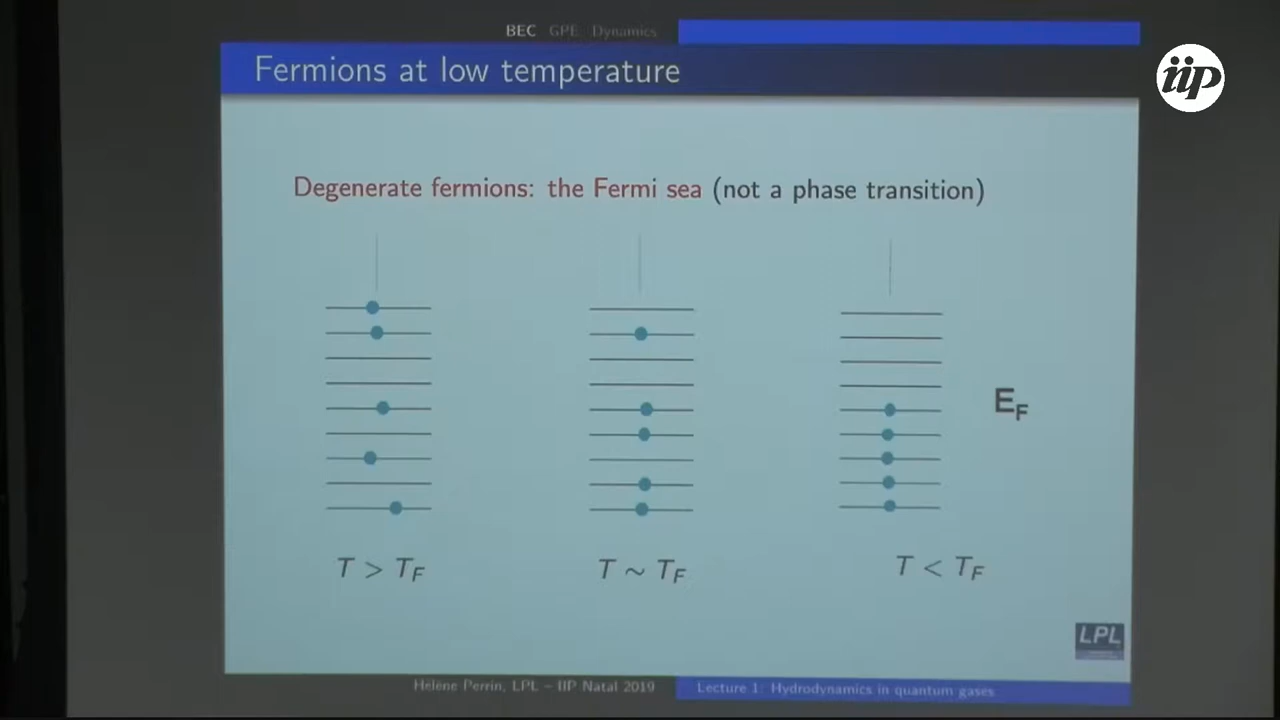 BEC GPE Dynamics
iip
Fermions at low temperature
Degenerate fermions: the Fermi sea (not a phase transition)
E_F
T > T_F
T ~ T_F
T < T_F
LPL
Hélène Perrin, LPL – IIP Natal 2019
Lecture 1: Hydrodynamics in quantum gases